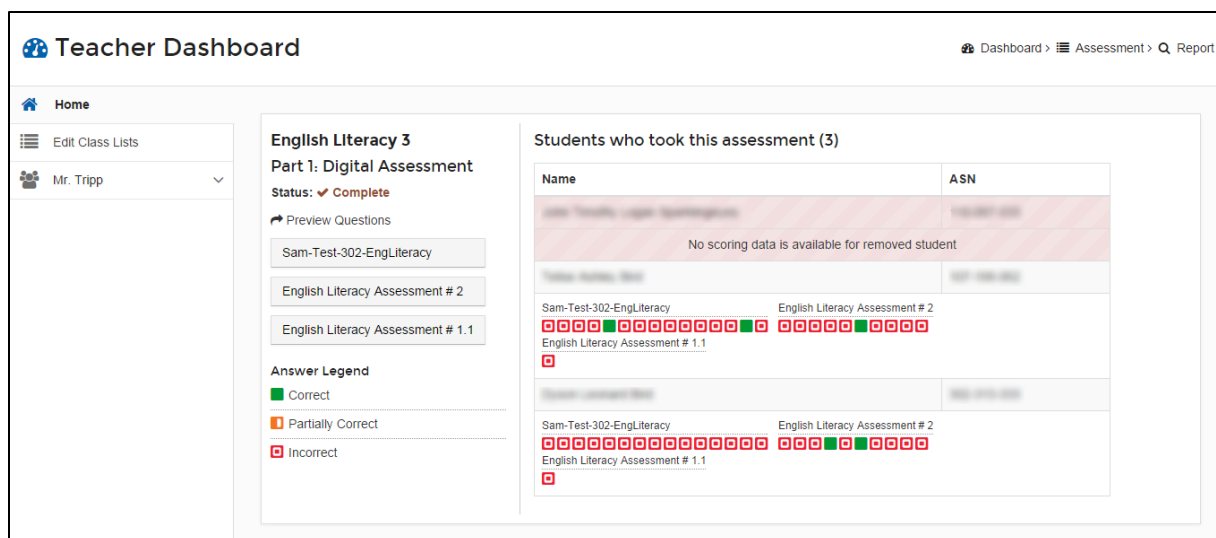 Teacher Dashboard
Dashboard > Assessment > Report
Home
Edit Class Lists
Mr. Tripp
English Literacy 3
Part 1: Digital Assessment
Status: ✔ Complete
Preview Questions
Sam-Test-302-EngLiteracy
English Literacy Assessment # 2
English Literacy Assessment # 1.1
Answer Legend
Correct
Partially Correct
Incorrect
Students who took this assessment (3)
Name ASN
No scoring data is available for removed student
Sam-Test-302-EngLiteracy English Literacy Assessment # 2
English Literacy Assessment # 1.1
Sam-Test-302-EngLiteracy English Literacy Assessment # 2
English Literacy Assessment # 1.1